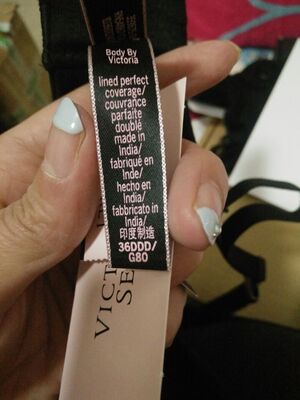 Body By
Victoria
lined perfect
coverage/
couvrance
parfaite
doublé
made in
India/
fabriqué en
Inde/
hecho en
India/
fabbricato in
India/
印度制造
36DDD/
G80
VICT
SE